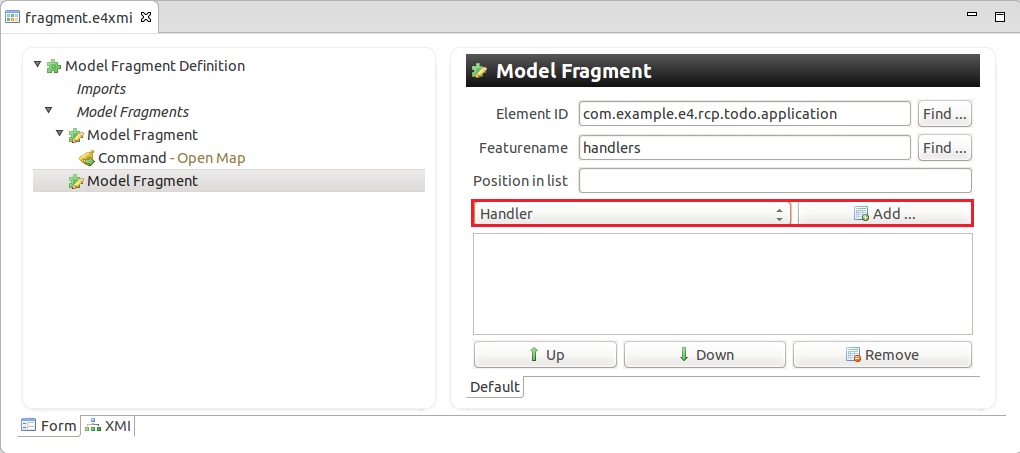 fragment.e4xmi
Model Fragment Definition
Imports
Model Fragments
Model Fragment
Command - Open Map
Model Fragment
Model Fragment
Element ID com.example.e4.rcp.todo.application Find ...
Featurename handlers Find ...
Position in list
Handler Add ...
Up Down Remove
Default
Form XMI